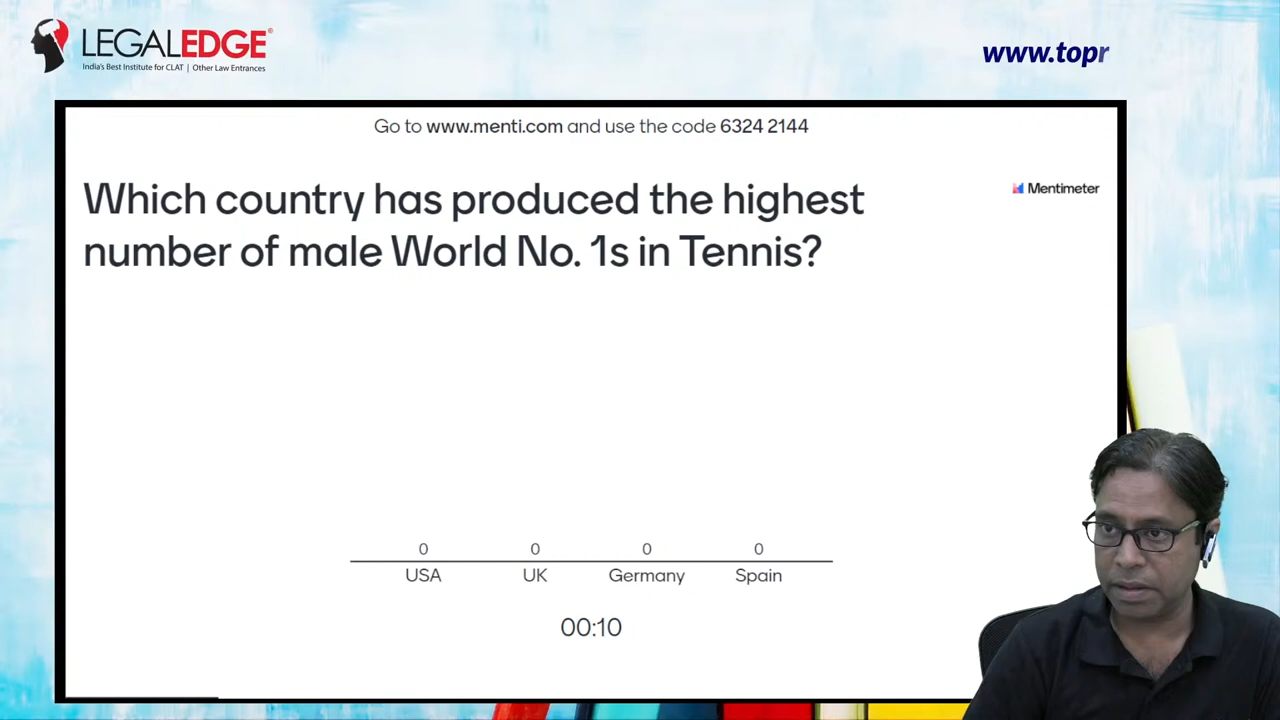 LEGALEDGE®
India's Best Institute for CLAT | Other Law Entrances
www.topr
Go to www.menti.com and use the code 6324 2144
Mentimeter
Which country has produced the highest
number of male World No. 1s in Tennis?
0 0 0 0
USA UK Germany Spain
00:10